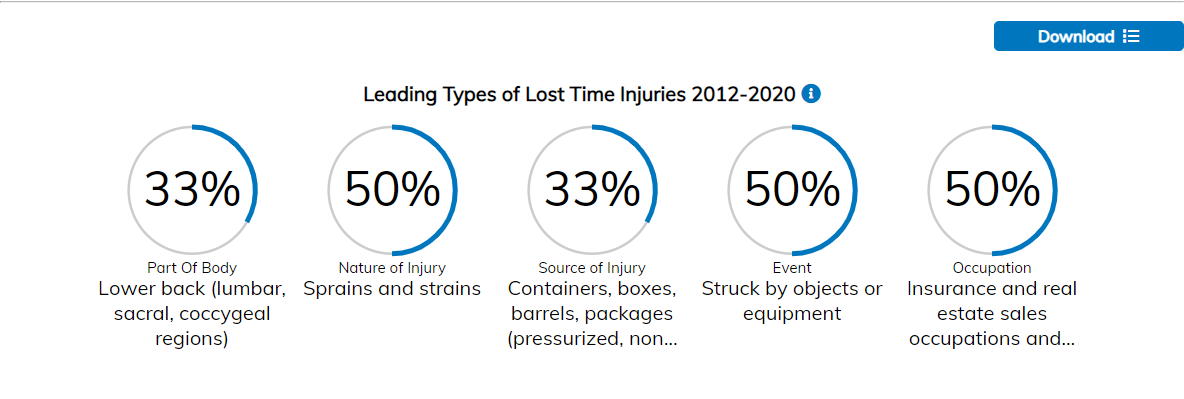 Download
Leading Types of Lost Time Injuries 2012-2020
33%
Part Of Body
Lower back (lumbar,
sacral, coccygeal
regions)
50%
Nature of Injury
Sprains and strains
33%
Source of Injury
Containers, boxes,
barrels, packages
(pressurized, non...
50%
Event
Struck by objects or
equipment
50%
Occupation
Insurance and real
estate sales
occupations and...